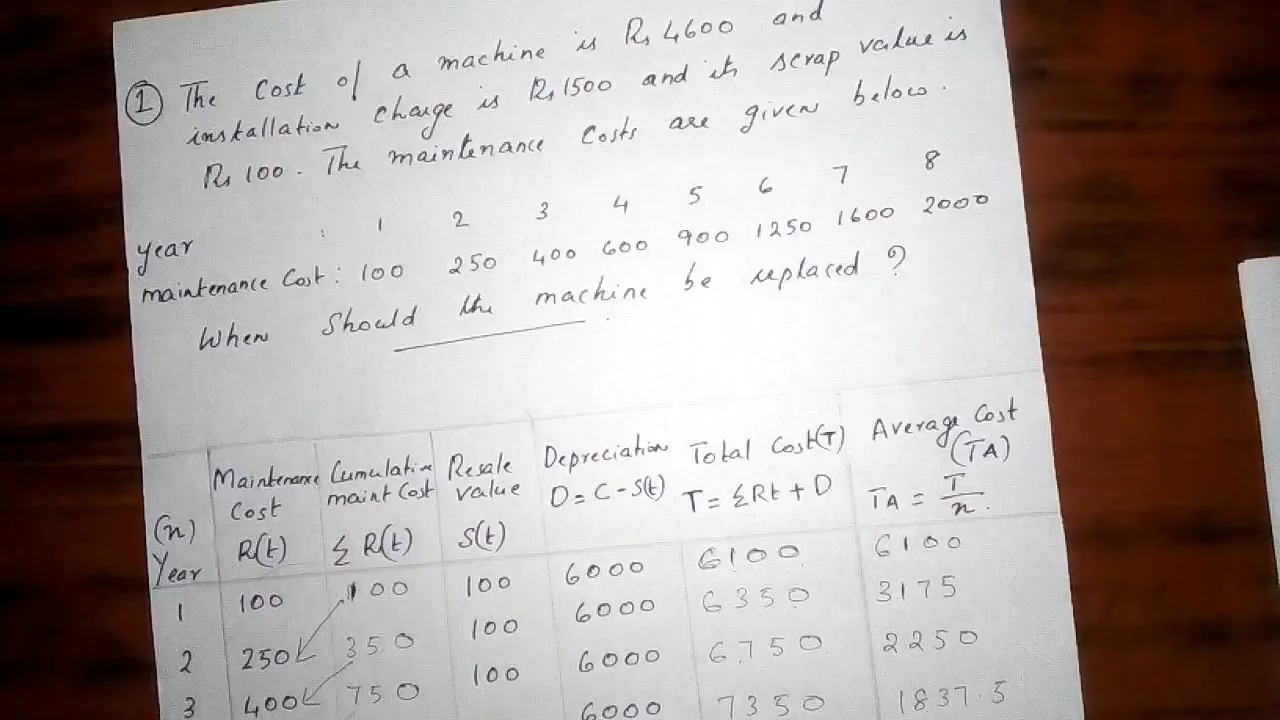 ① The Cost of a machine is Rs 4600 and
installation charge is Rs 1500 and its scrap value is
Rs 100. The maintenance Costs are given below.
year : 1 2 3 4 5 6 7 8
maintenance Cost: 100 250 400 600 900 1250 1600 2000
When should the machine be replaced ?
(n) Year Maintenance Cost R(t) Cumulative maint Cost Σ R(t) Resale value S(t) Depreciation D = C - S(t) Total Cost(T) T = ΣRt + D Average Cost (TA) TA = T/n.
1 100 100 100 6000 6100 6100
2 250 350 100 6000 6350 3175
3 400 750 100 6000 6750 2250
6000 7350 1837.5